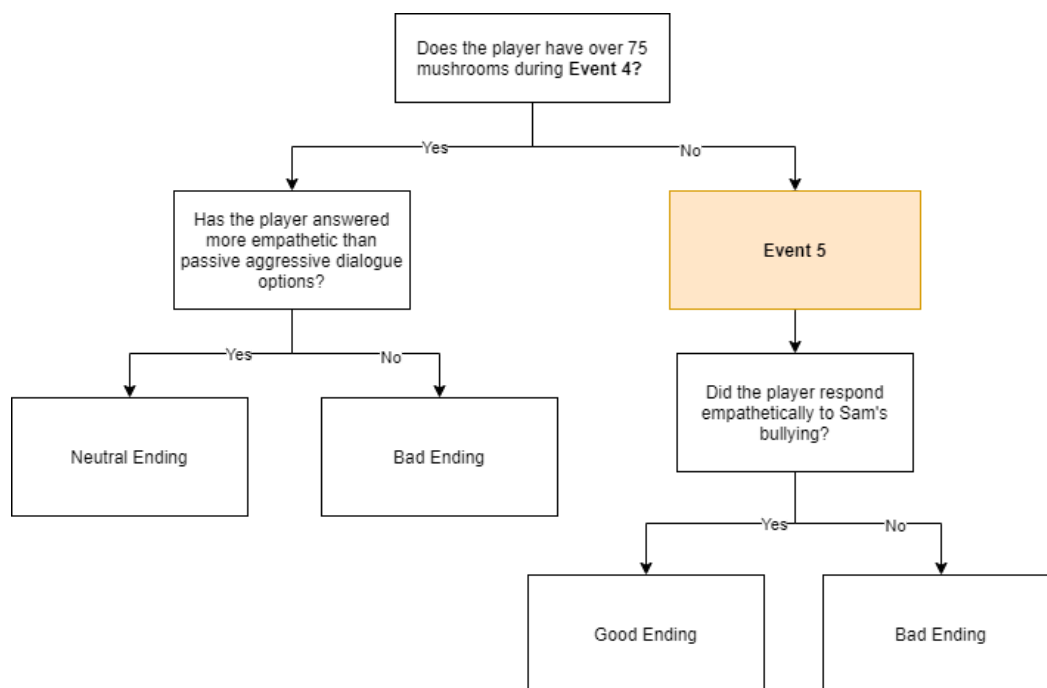 Does the player have over 75
mushrooms during Event 4?
Yes
No
Has the player answered
more empathetic than
passive aggressive dialogue
options?
Event 5
Yes
No
Did the player respond
empathetically to Sam's
bullying?
Neutral Ending
Bad Ending
Yes
No
Good Ending
Bad Ending